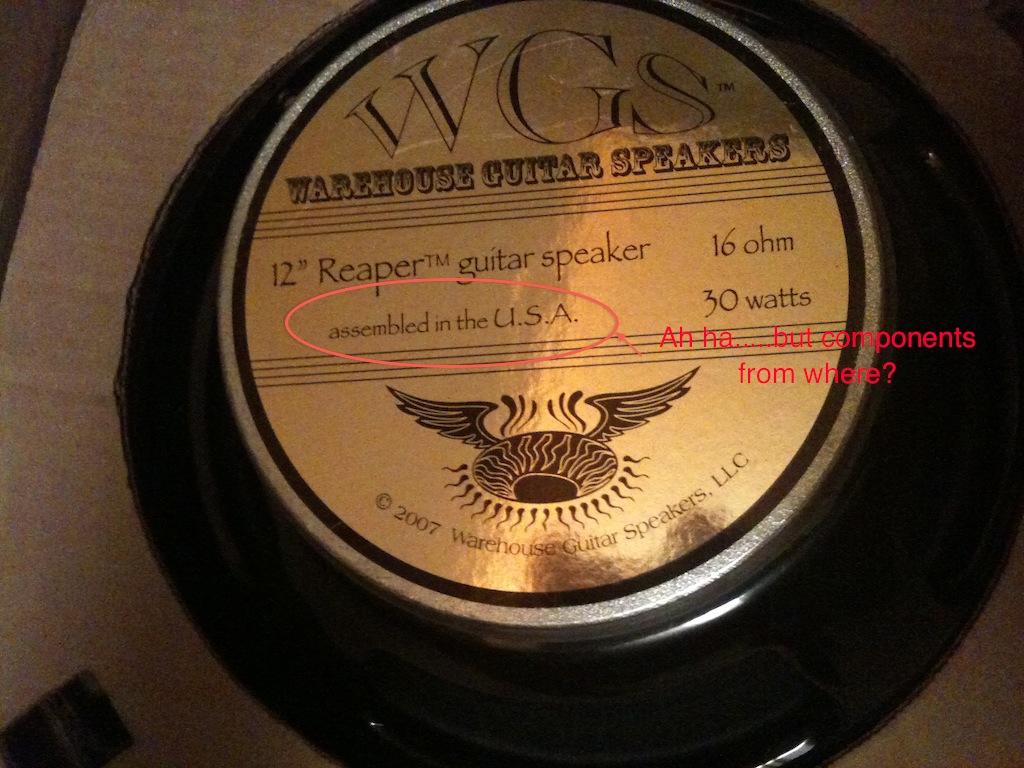 WGS™
WAREHOUSE GUITAR SPEAKERS
12” Reaper™ guitar speaker
16 ohm
assembled in the U.S.A.
30 watts
Ah ha.....but components
from where?
© 2007 Warehouse Guitar Speakers, LLC